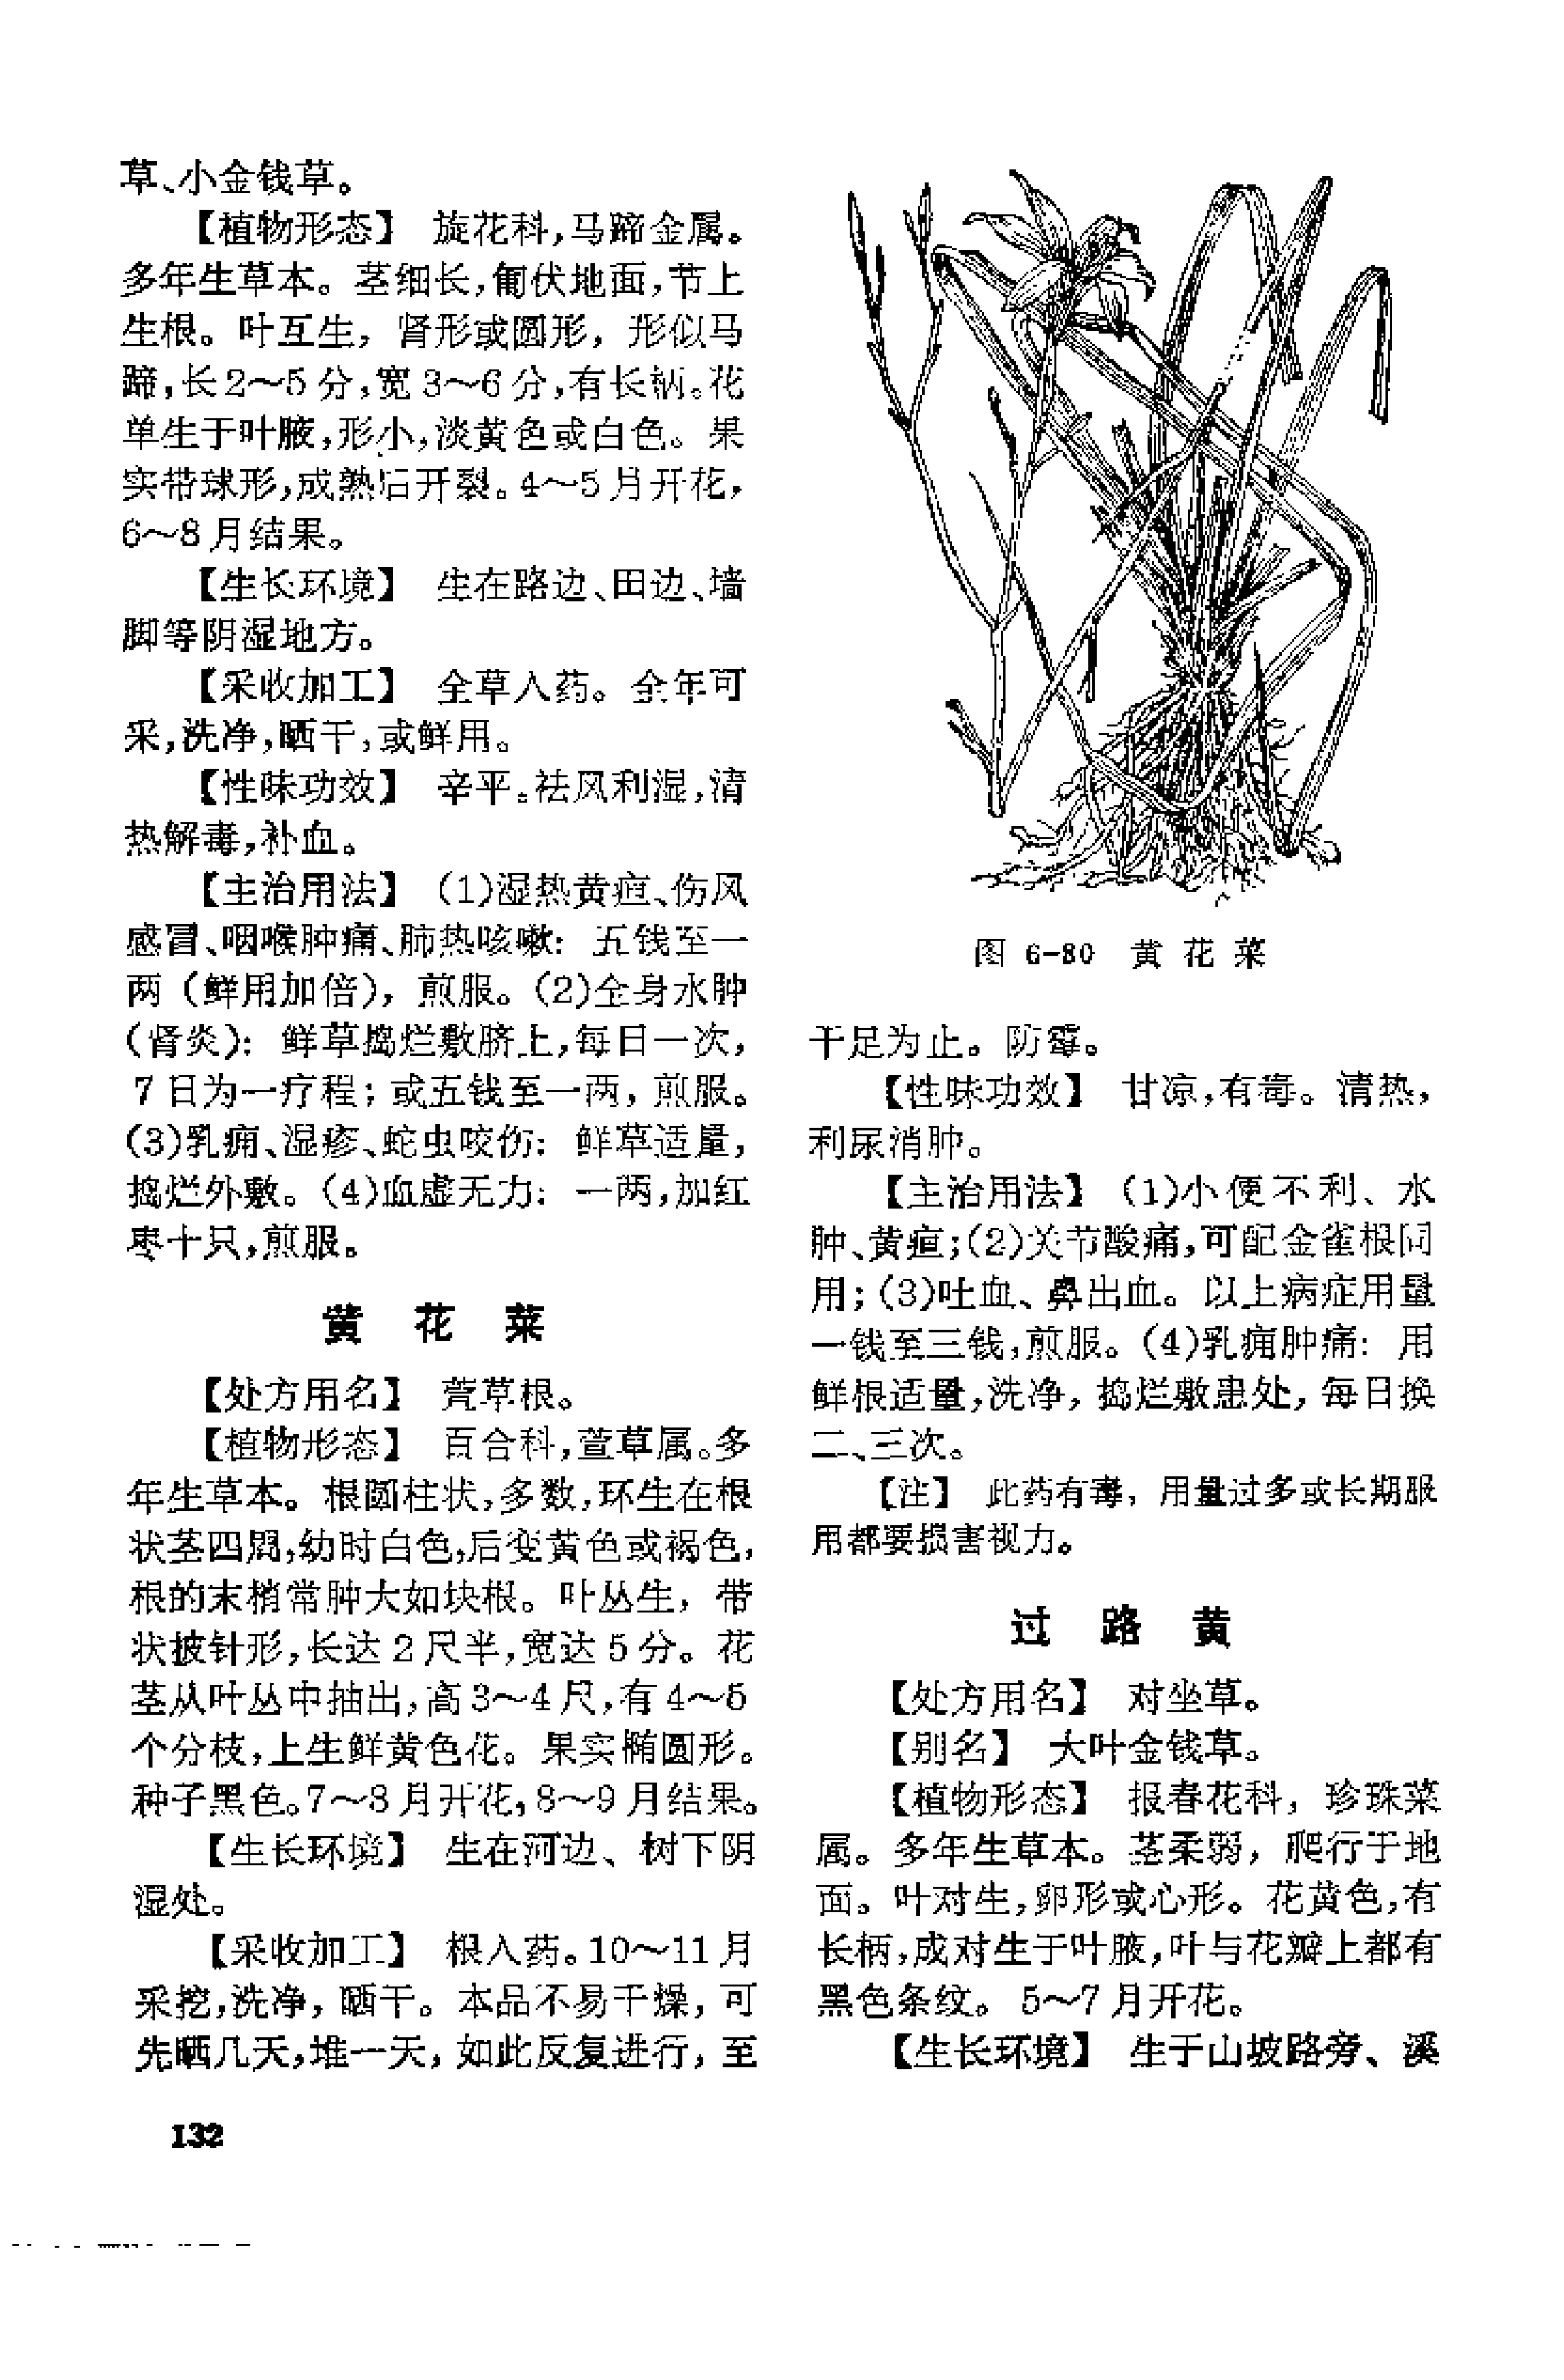 草、小金钱草。
【植物形态】 旋花科,马蹄金属。
多年生草本。茎细长,匍伏地面,节上
生根。叶互生，肾形或圆形，形似马
蹄,长2～5分,宽3～6分,有长柄。花
单生于叶腋,形小,淡黄色或白色。果
实带球形,成熟后开裂。4～5月开花,
6～8月结果。
【生长环境】 生在路边、田边、墙
脚等阴湿地方。
【采收加工】 全草入药。全年可
采,洗净,晒干,或鲜用。
【性味功效】 辛平。祛风利湿,清
热解毒,补血。
【主治用法】 (1)湿热黄疸、伤风
感冒、咽喉肿痛、肺热咳嗽： 五钱至一
两（鲜用加倍），煎服。(2)全身水肿
(肾炎)： 鲜草捣烂敷脐上,每日一次,
7日为一疗程；或五钱至一两，煎服。
(3)乳痈、湿疹、蛇虫咬伤： 鲜草适量,
捣烂外敷。(4)血虚无力： 一两,加红
枣十只,煎服。
黄 花 菜
【处方用名】 萱草根。
【植物形态】 百合科,萱草属。多
年生草本。根圆柱状,多数,环生在根
状茎四周,幼时白色,后变黄色或褐色,
根的末梢常肿大如块根。叶丛生，带
状披针形,长达2尺半,宽达5分。花
茎从叶丛中抽出,高3～4尺,有4～5
个分枝,上生鲜黄色花。果实椭圆形。
种子黑色。7～8月开花,8～9月结果。
【生长环境】 生在河边、树下阴
湿处。
【采收加工】 根入药。10～11月
采挖,洗净，晒干。本品不易干燥，可
先晒几天,堆一天，如此反复进行，至
图 6-80 黄 花 菜
干足为止。防霉。
【性味功效】 甘凉,有毒。清热,
利尿消肿。
【主治用法】 (1)小便不利、水
肿、黄疸；(2)关节酸痛,可配金雀根同
用；(3)吐血、鼻出血。以上病症用量
一钱至三钱,煎服。(4)乳痈肿痛： 用
鲜根适量,洗净，捣烂敷患处，每日换
二、三次。
【注】 此药有毒，用量过多或长期服
用都要损害视力。
过 路 黄
【处方用名】 对坐草。
【别名】 大叶金钱草。
【植物形态】 报春花科，珍珠菜
属。多年生草本。茎柔弱，爬行于地
面。叶对生,卵形或心形。花黄色,有
长柄,成对生于叶腋,叶与花瓣上都有
黑色条纹。5～7月开花。
【生长环境】 生于山坡路旁、溪
132